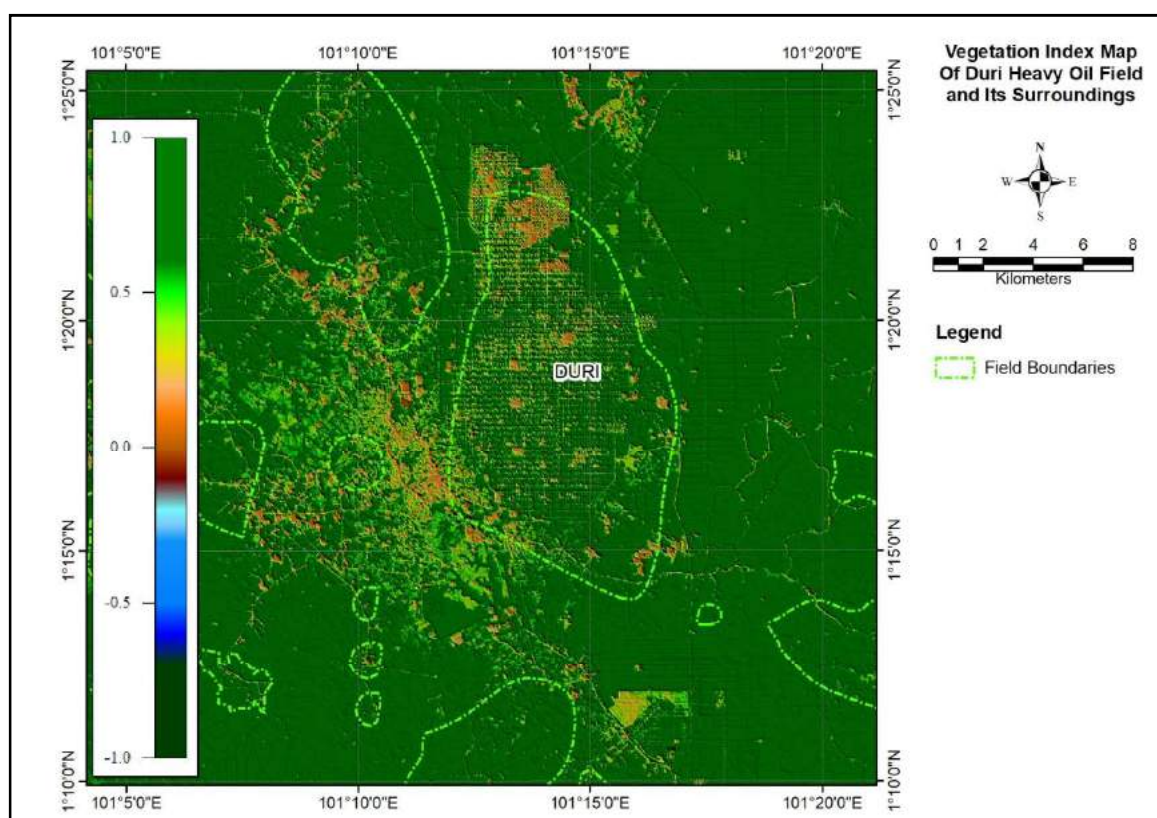 Vegetation Index Map
Of Duri Heavy Oil Field
and Its Surroundings
N
W E
S
0 1 2 4 6 8
Kilometers
Legend
Field Boundaries
101°5'0"E 101°10'0"E 101°15'0"E 101°20'0"E
1°25'0"N 1°25'0"N
1.0
0.5
1°20'0"N 1°20'0"N
DURI
0.0
1°15'0"N 1°15'0"N
-0.5
-1.0
1°10'0"N 1°10'0"N
101°5'0"E 101°10'0"E 101°15'0"E 101°20'0"E